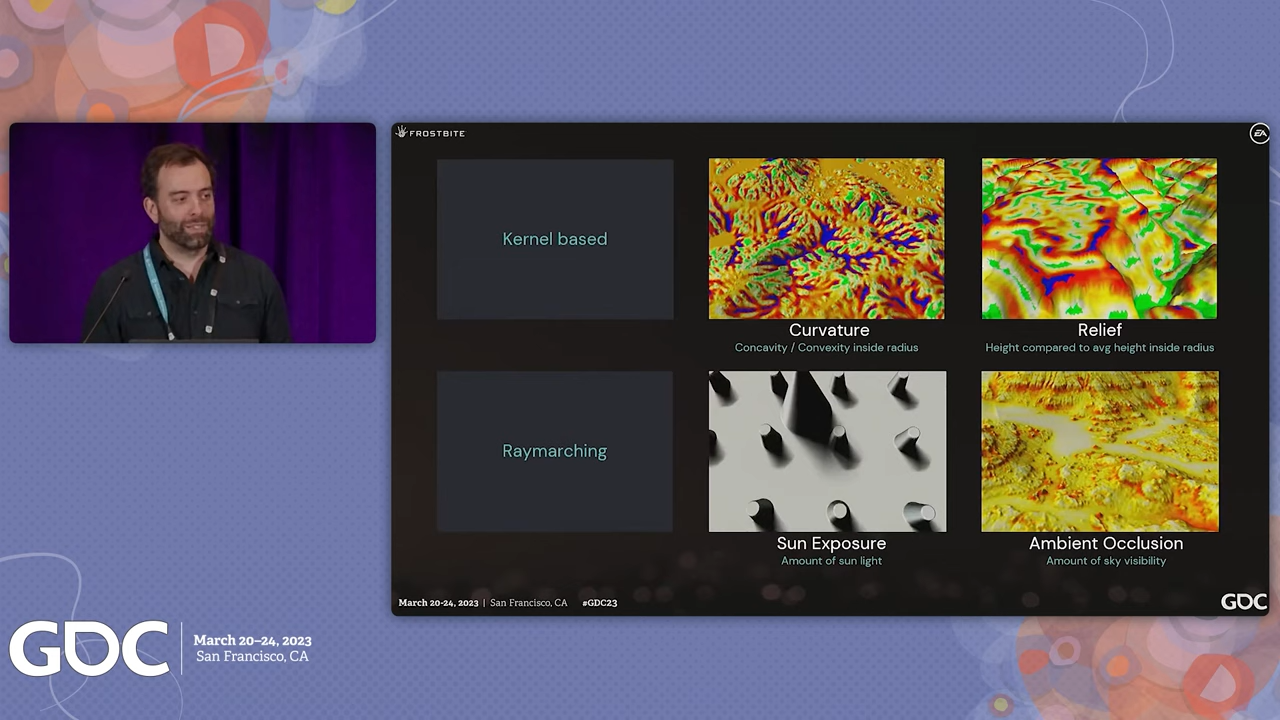 FROSTBITE
EA
Kernel based
Curvature
Concavity / Convexity inside radius
Relief
Height compared to avg height inside radius
Raymarching
Sun Exposure
Amount of sun light
Ambient Occlusion
Amount of sky visibility
March 20-24, 2023 | San Francisco, CA #GDC23
GDC
GDC
March 20–24, 2023
San Francisco, CA